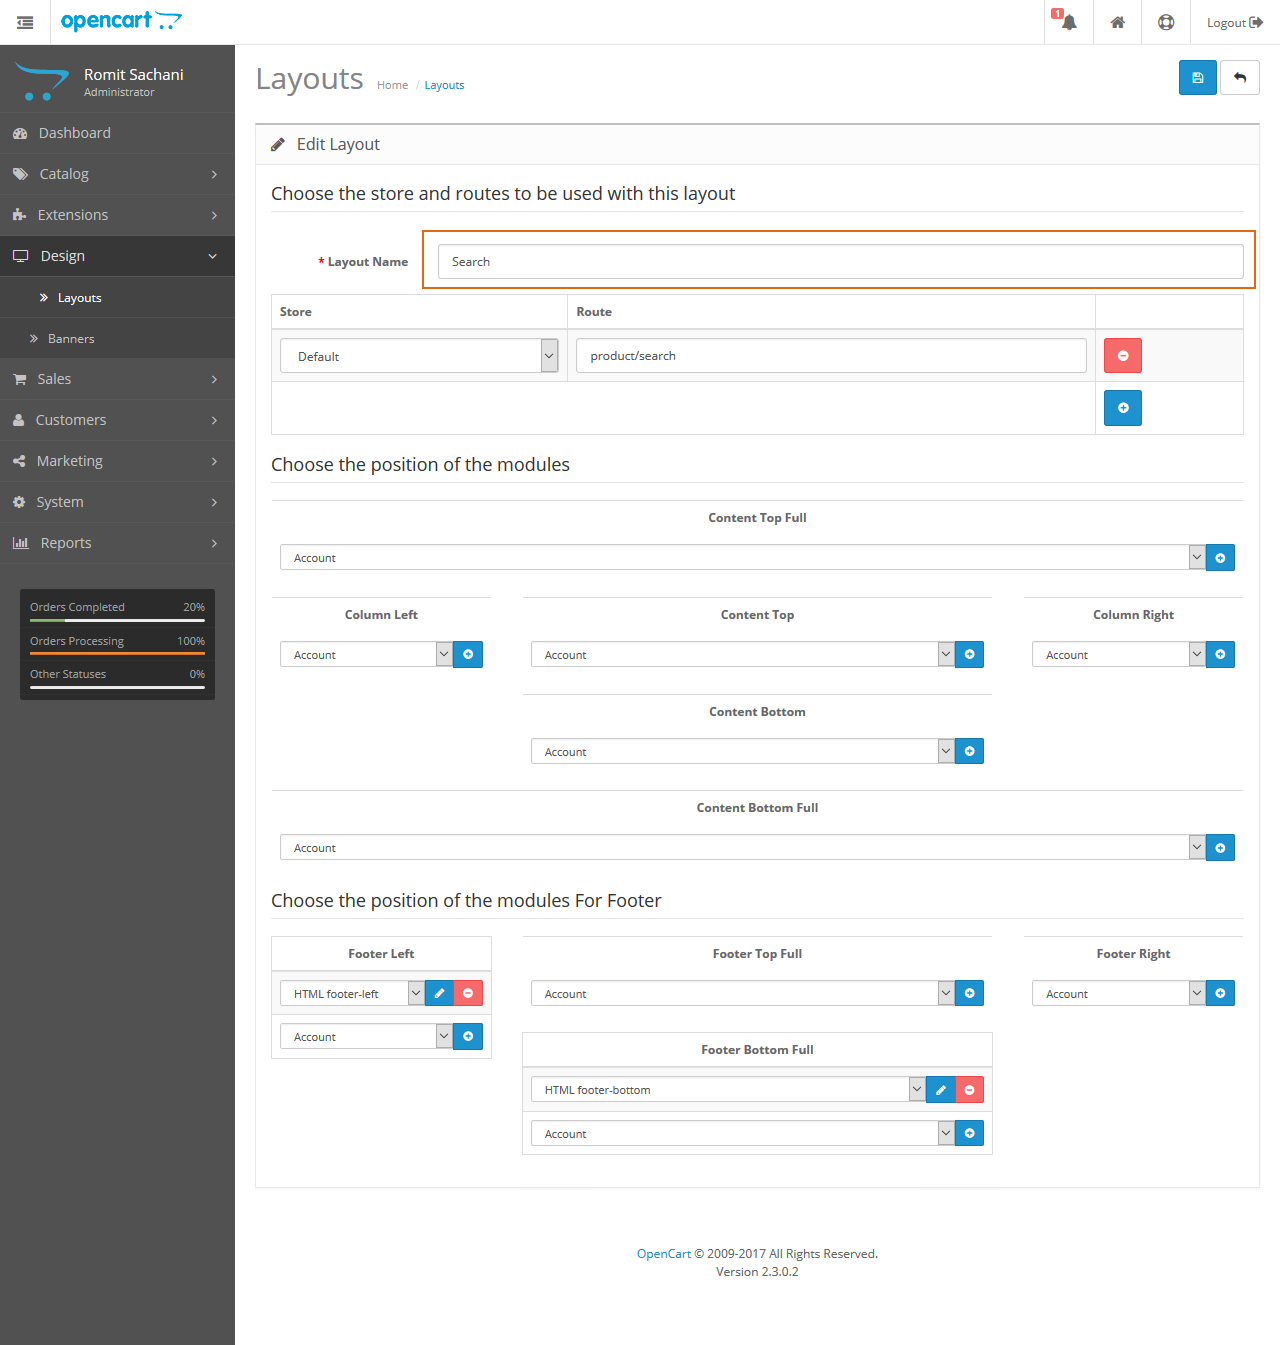 opencart
1
Logout
Romit Sachani
Administrator
Dashboard
Catalog
Extensions
Design
Layouts
Banners
Sales
Customers
Marketing
System
Reports
Orders Completed 20%
Orders Processing 100%
Other Statuses 0%
Layouts Home / Layouts
Edit Layout
Choose the store and routes to be used with this layout
* Layout Name Search
Store Route
Default product/search
Choose the position of the modules
Content Top Full
Account
Column Left Content Top Column Right
Account Account Account
Content Bottom
Account
Content Bottom Full
Account
Choose the position of the modules For Footer
Footer Left Footer Top Full Footer Right
HTML footer-left Account Account
Account
Footer Bottom Full
HTML footer-bottom
Account
OpenCart © 2009-2017 All Rights Reserved.
Version 2.3.0.2